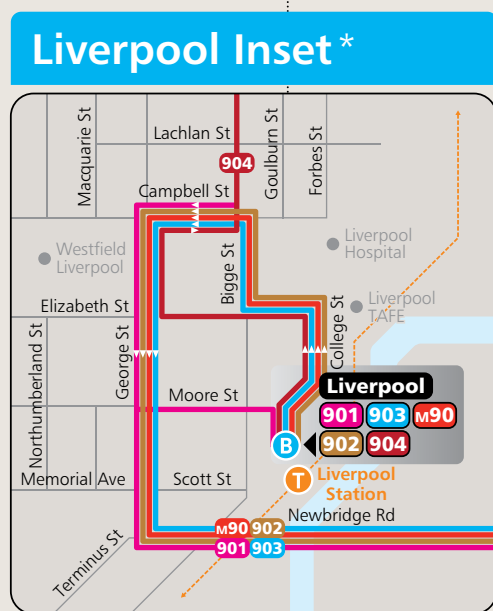 Liverpool Inset*
Macquarie St
Lachlan St
Goulburn St
Forbes St
904
Campbell St
Westfield
Liverpool
Bigge St
Liverpool
Hospital
Liverpool
TAFE
Elizabeth St
George St
College St
Northumberland St
Moore St
Liverpool
901 903 M90
B 902 904
Memorial Ave
Scott St
T Liverpool
Station
Newbridge Rd
M90 902
901 903
Terminus St